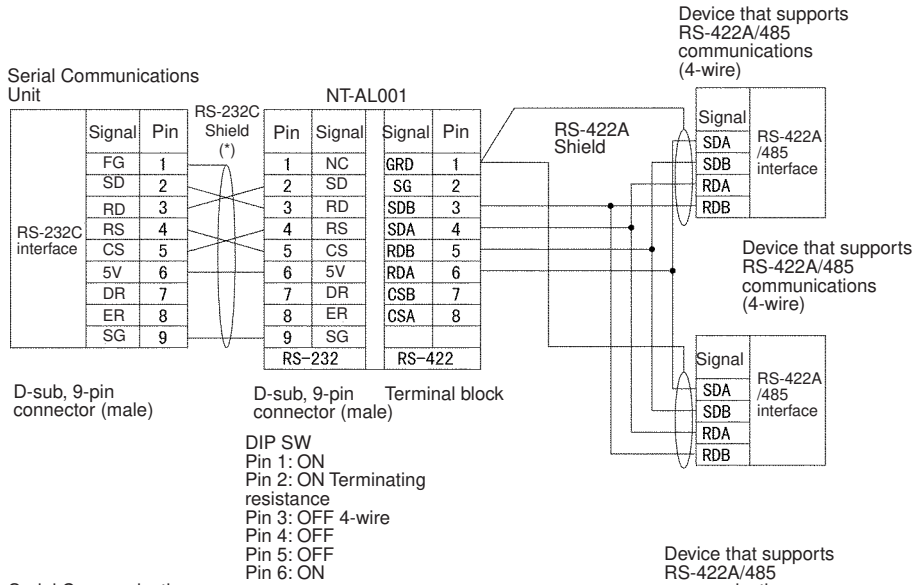 Device that supports
RS-422A/485
communications
(4-wire)
Serial Communications
Unit
NT-AL001
RS-232C
Shield
(*)
RS-422A
Shield
Signal Pin
Pin Signal Signal Pin
FG 1
SD 2
RD 3
RS 4
CS 5
5V 6
DR 7
ER 8
SG 9
RS-232C
interface
1 NC GRD 1
2 SD SG 2
3 RD SDB 3
4 RS SDA 4
5 CS RDB 5
6 5V RDA 6
7 DR CSB 7
8 ER CSA 8
9 SG
RS-232 RS-422
Signal
SDA
SDB
RDA
RDB
RS-422A
/485
interface
Device that supports
RS-422A/485
communications
(4-wire)
Signal
SDA
SDB
RDA
RDB
RS-422A
/485
interface
D-sub, 9-pin
connector (male)
D-sub, 9-pin
connector (male)
Terminal block
DIP SW
Pin 1: ON
Pin 2: ON Terminating
resistance
Pin 3: OFF 4-wire
Pin 4: OFF
Pin 5: OFF
Pin 6: ON
Device that supports
RS-422A/485